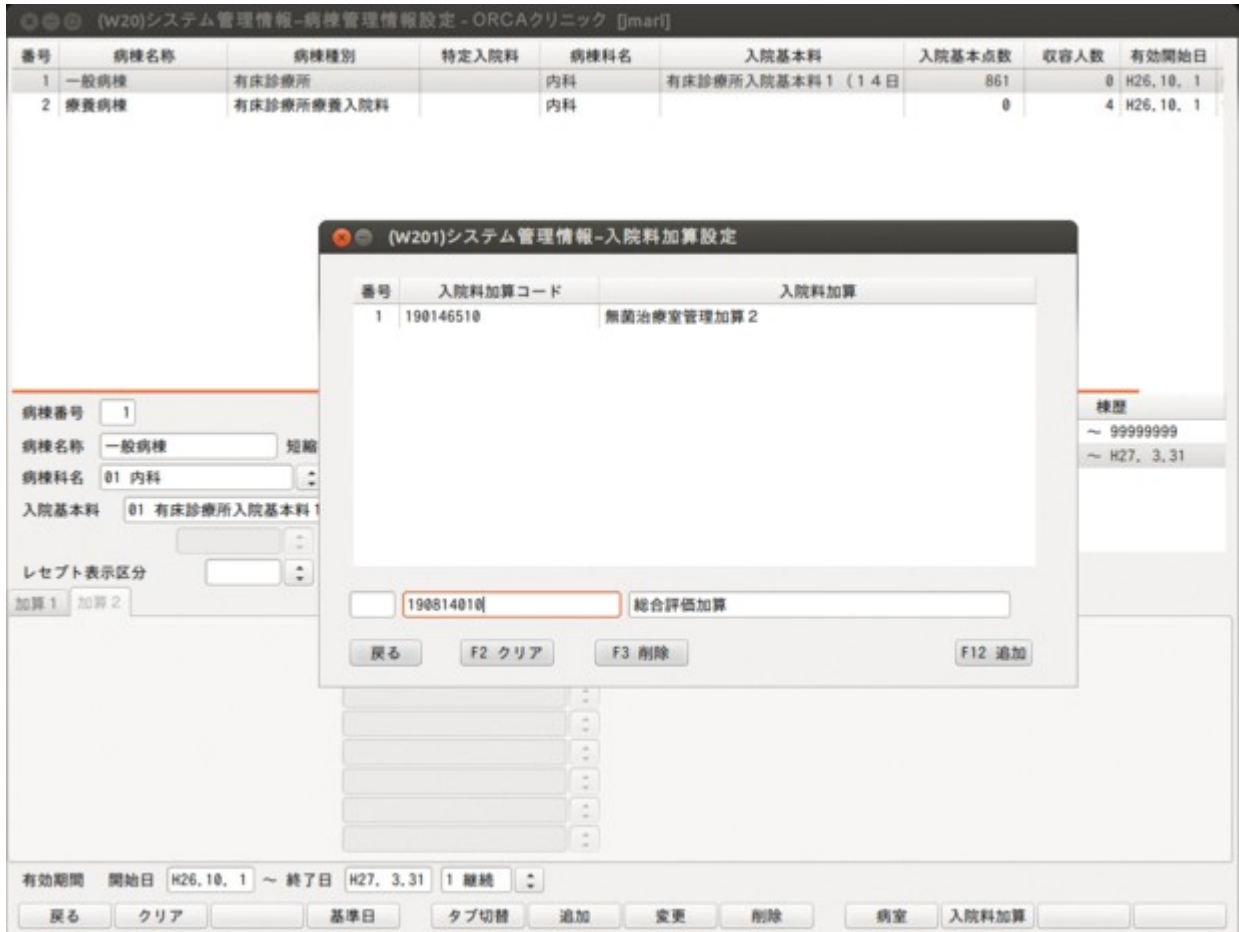 (W20)システム管理情報–病棟管理情報設定 - ORCAクリニック [jmari]
番号 病棟名称 病棟種別 特定入院料 病棟科名 入院基本料 入院基本点数 収容人数 有効開始日
1 一般病棟 有床診療所 内科 有床診療所入院基本料1（14日 861 0 H26.10. 1
2 療養病棟 有床診療所療養入院料 内科 0 4 H26.10. 1
(W201)システム管理情報–入院料加算設定
番号 入院料加算コード 入院料加算
1 190146510 無菌治療室管理加算2
190814010 総合評価加算
戻る F2 クリア F3 削除 F12 追加
病棟番号 1 棟歴
～ 99999999
病棟名称 一般病棟 短縮
～ H27. 3.31
病棟科名 01 内科
入院基本料 01 有床診療所入院基本料1
レセプト表示区分
加算1 加算2
有効期間 開始日 H26.10. 1 ～ 終了日 H27. 3.31 1 継続
戻る クリア 基準日 タブ切替 追加 変更 削除 病室 入院料加算